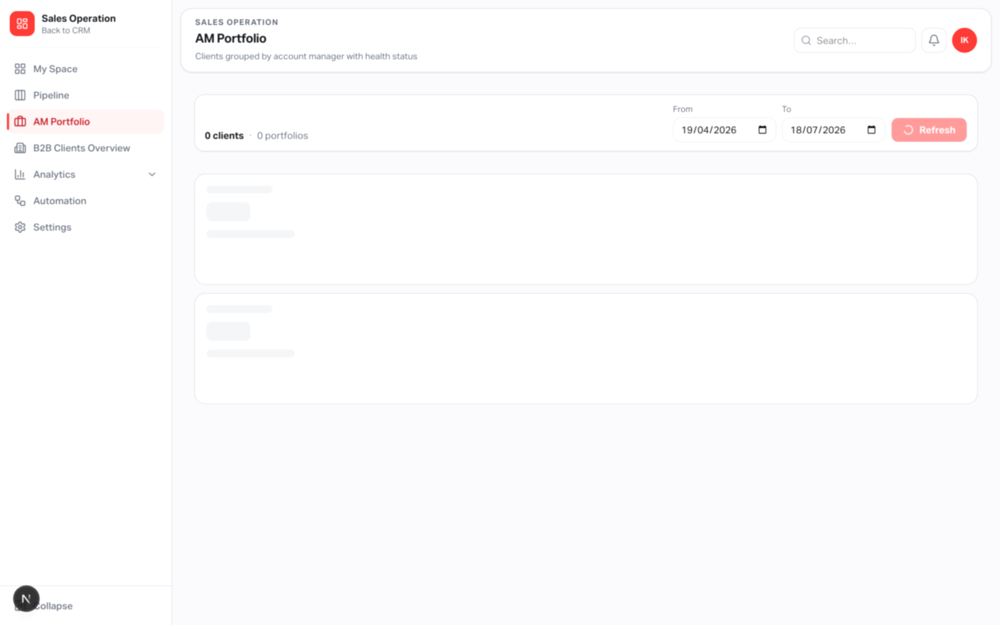 Sales Operation
Back to CRM
My Space
Pipeline
AM Portfolio
B2B Clients Overview
Analytics
Automation
Settings
N
Collapse
SALES OPERATION
AM Portfolio
Clients grouped by account manager with health status
Search...
IK
0 clients · 0 portfolios
From
19/04/2026
To
18/07/2026
Refresh